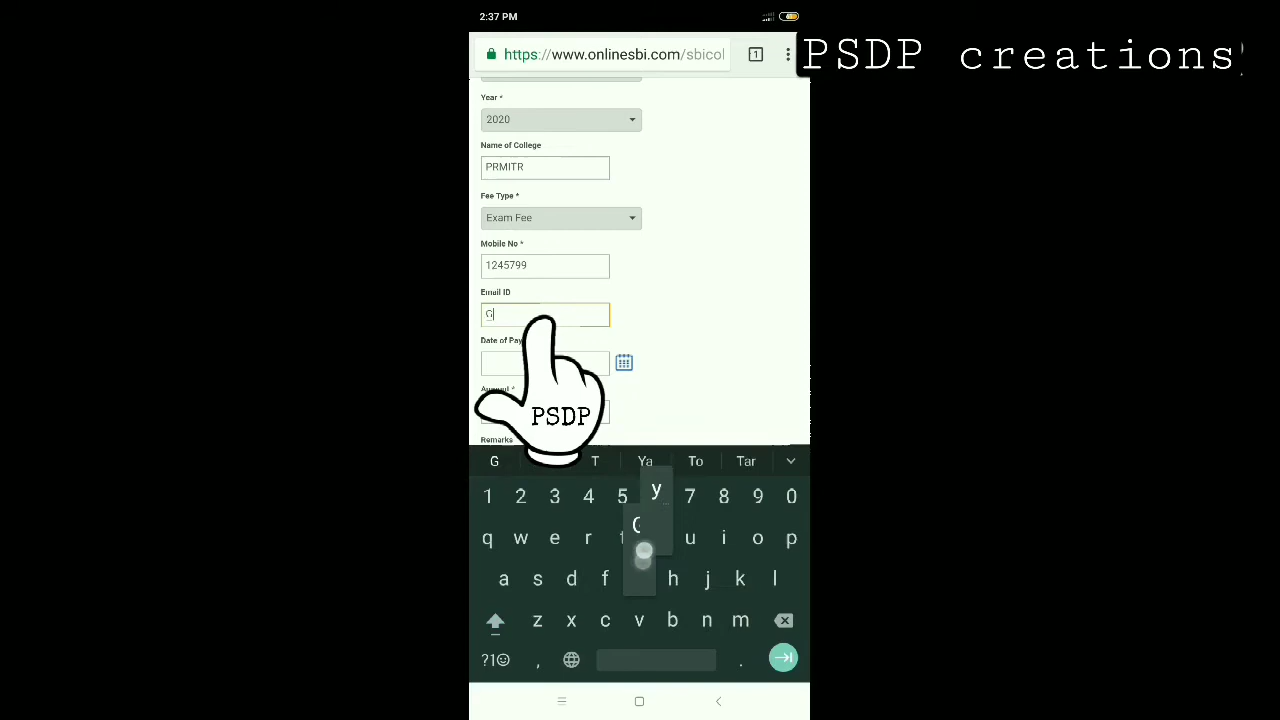 2:37 PM
https://www.onlinesbi.com/sbicol
1
PSDP creations
Year *
2020
Name of College
PRMITR
Fee Type *
Exam Fee
Mobile No *
1245799
Email ID
G
Date of Pay
Amount *
Remarks
PSDP
G T Ya To Tar
1 2 3 4 5 7 8 9 0
y
q w e r t u i o p
G
a s d f h j k l
z x c v b n m
?1 , .